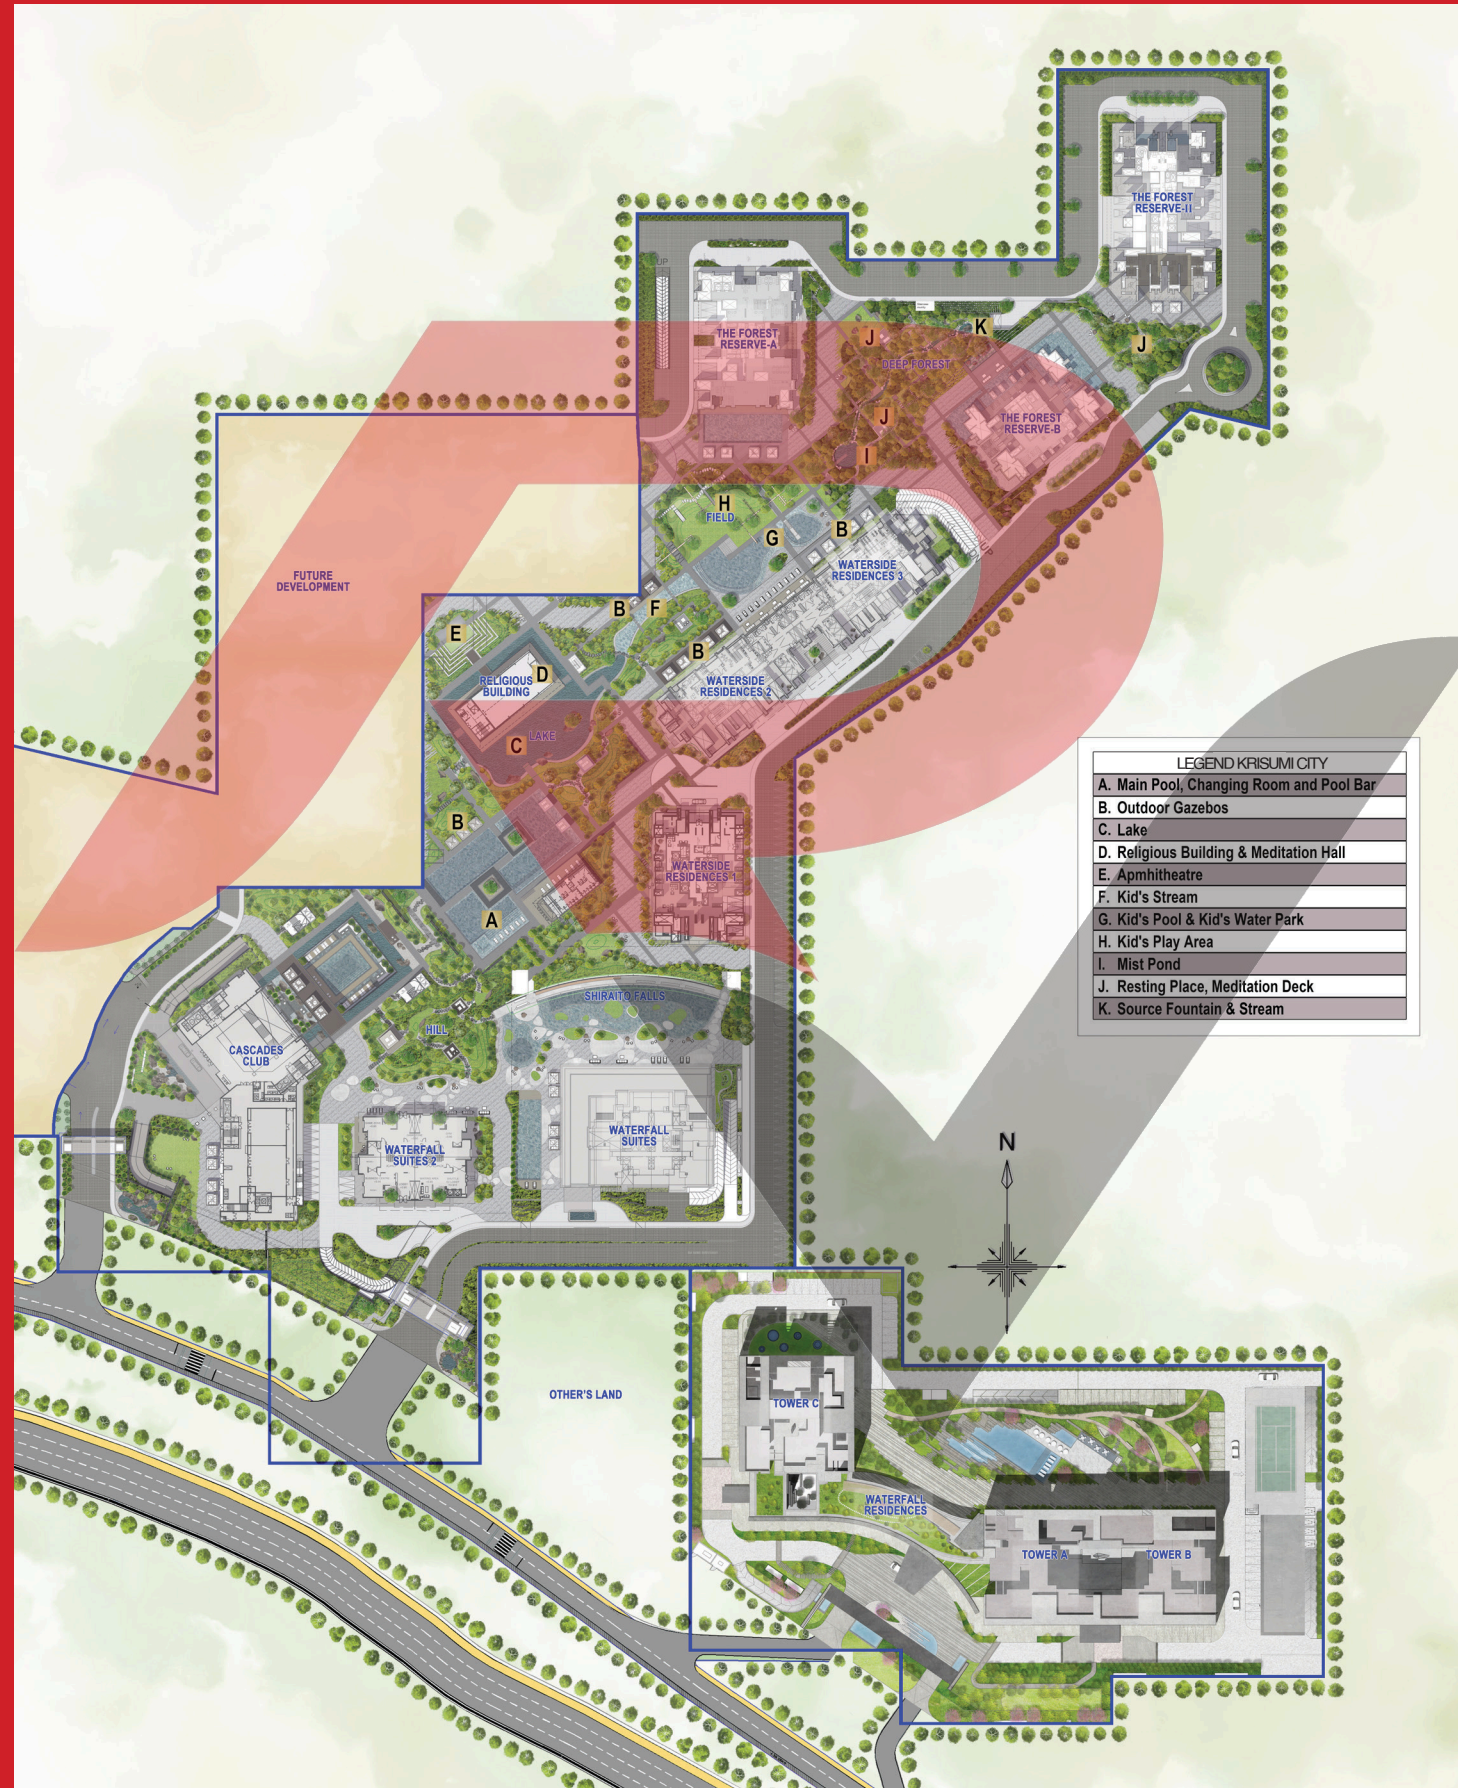 THE FOREST
RESERVE-II
UP
THE FOREST
RESERVE-A
K
J
J
DEEP FOREST
J
THE FOREST
RESERVE-B
I
H
FIELD
G
B
UP
WATERSIDE
RESIDENCES 3
FUTURE
DEVELOPMENT
B
F
E
B
D
RELIGIOUS
BUILDING
WATERSIDE
RESIDENCES 2
C
LAKE
B
WATERSIDE
RESIDENCES 1
A
LEGEND KRISUMI CITY
A. Main Pool, Changing Room and Pool Bar
B. Outdoor Gazebos
C. Lake
D. Religious Building & Meditation Hall
E. Apmhitheatre
F. Kid's Stream
G. Kid's Pool & Kid's Water Park
H. Kid's Play Area
I. Mist Pond
J. Resting Place, Meditation Deck
K. Source Fountain & Stream
SHIRAITO FALLS
HILL
CASCADES
CLUB
WATERFALL
SUITES 2
WATERFALL
SUITES
N
OTHER'S LAND
TOWER C
WATERFALL
RESIDENCES
TOWER A
TOWER B